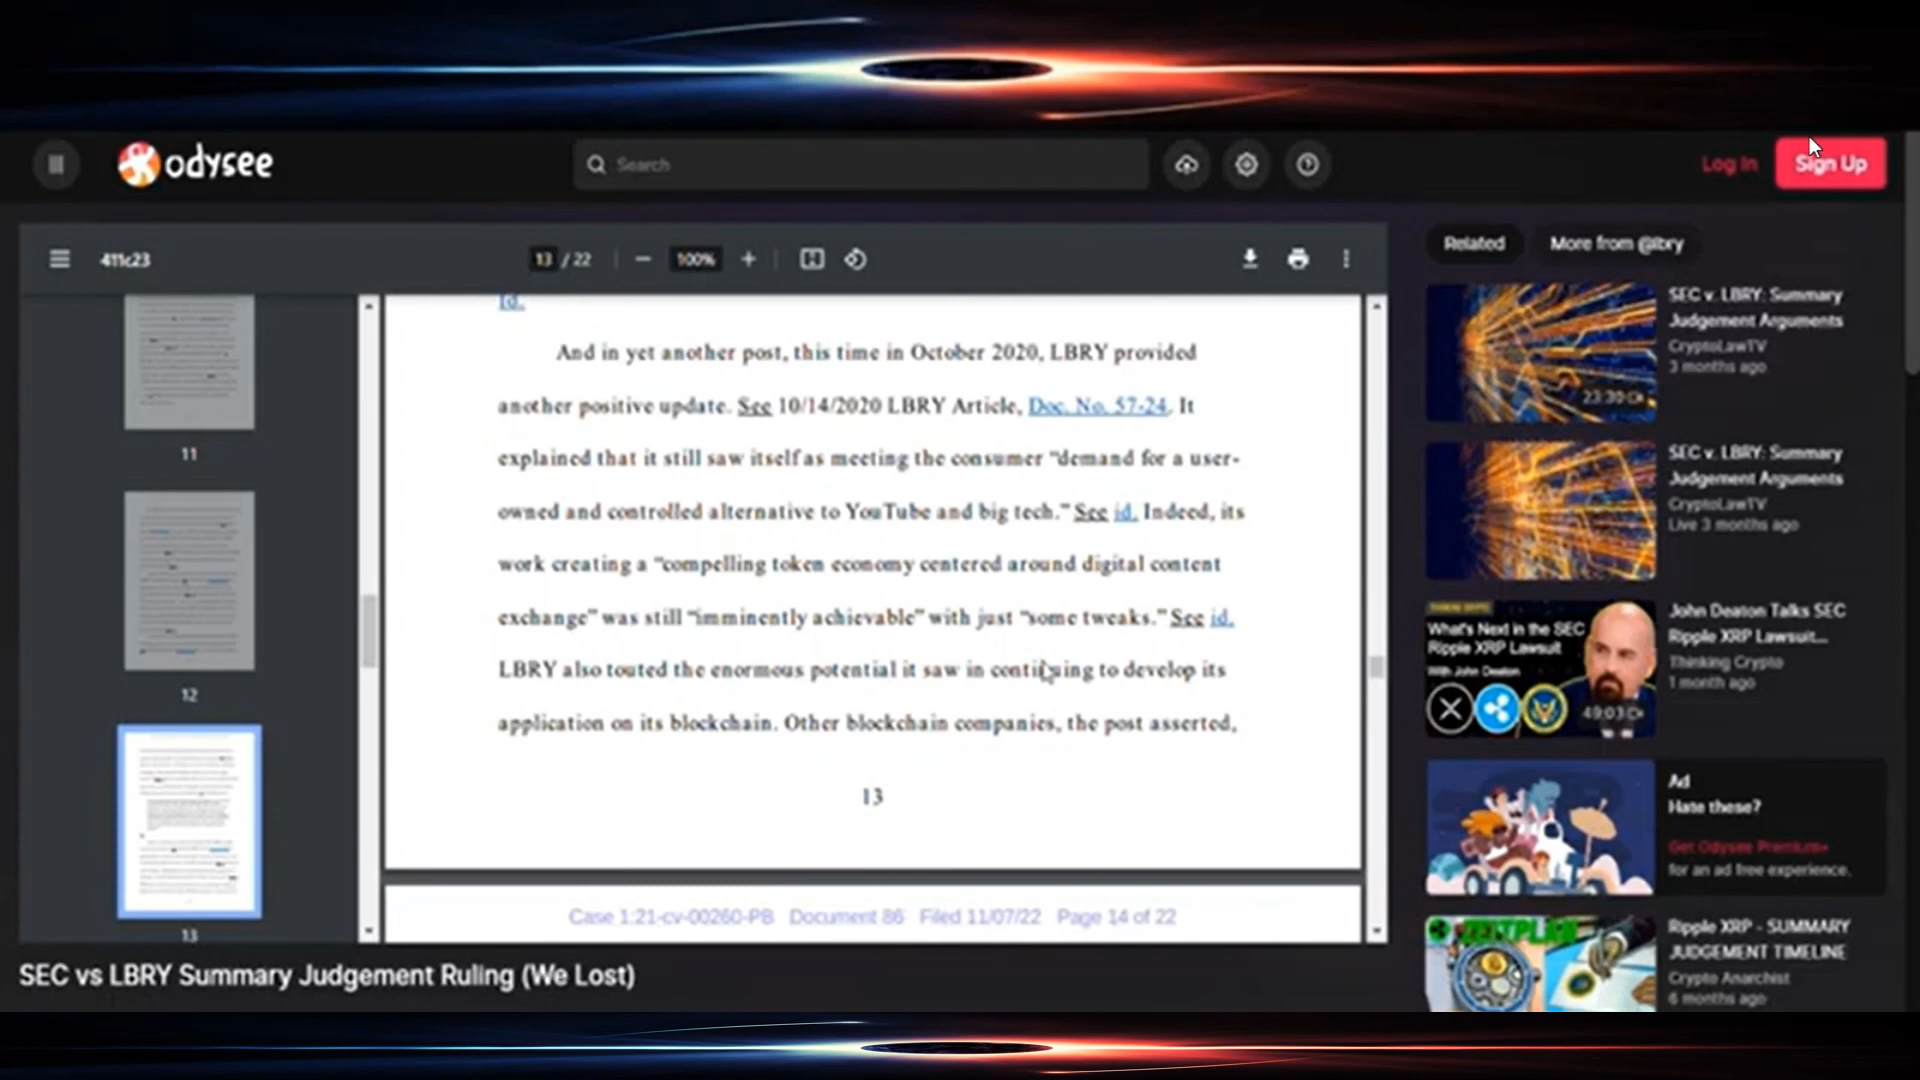 odysee
Search
Log In
Sign Up
411c23
13 / 22
100%
Related
More from @lbry
11
12
13
Id.
And in yet another post, this time in October 2020, LBRY provided
another positive update. See 10/14/2020 LBRY Article, Doc. No. 57-24. It
explained that it still saw itself as meeting the consumer “demand for a user-
owned and controlled alternative to YouTube and big tech.” See id. Indeed, its
work creating a “compelling token economy centered around digital content
exchange” was still “imminently achievable” with just “some tweaks.” See id.
LBRY also touted the enormous potential it saw in continuing to develop its
application on its blockchain. Other blockchain companies, the post asserted,
13
Case 1:21-cv-00260-PB Document 86 Filed 11/07/22 Page 14 of 22
SEC vs LBRY Summary Judgement Ruling (We Lost)
SEC v. LBRY: Summary
Judgement Arguments
CryptoLawTV
3 months ago
23:30
SEC v. LBRY: Summary
Judgement Arguments
CryptoLawTV
Live 3 months ago
What's Next in the SEC
Ripple XRP Lawsuit
With John Deaton
49:03
John Deaton Talks SEC
Ripple XRP Lawsuit...
Thinking Crypto
1 month ago
Ad
Hate these?
Get Odysee Premium+
for an ad free experience.
ZEITPLAN
Ripple XRP - SUMMARY
JUDGEMENT TIMELINE
Crypto Anarchist
6 months ago